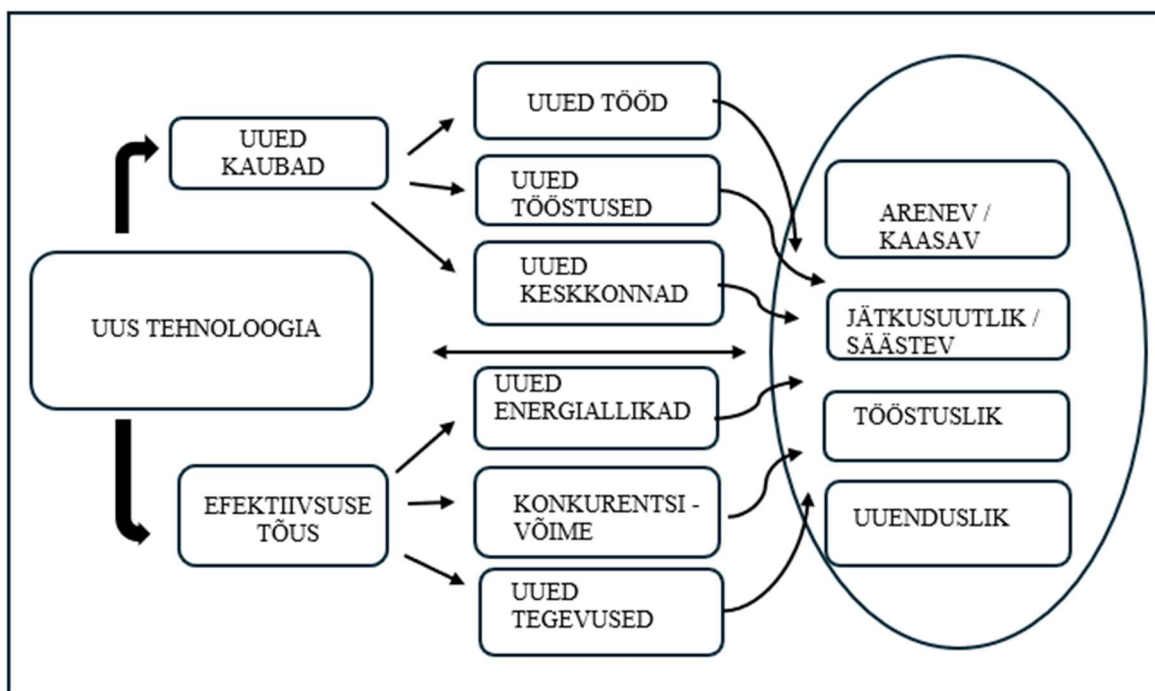 UUS TEHNOLOOGIA
UUED
KAUBAD
EFEKTIIVSUSE
TÕUS
UUED TÖÖD
UUED
TÖÖSTUSED
UUED
KESKKONNAD
UUED
ENERGIALLIKAD
KONKURENTSI -
VÕIME
UUED
TEGEVUSED
ARENEV /
KAASAV
JÄTKUSUUTLIK /
SÄÄSTEV
TÖÖSTUSLIK
UUENDUSLIK